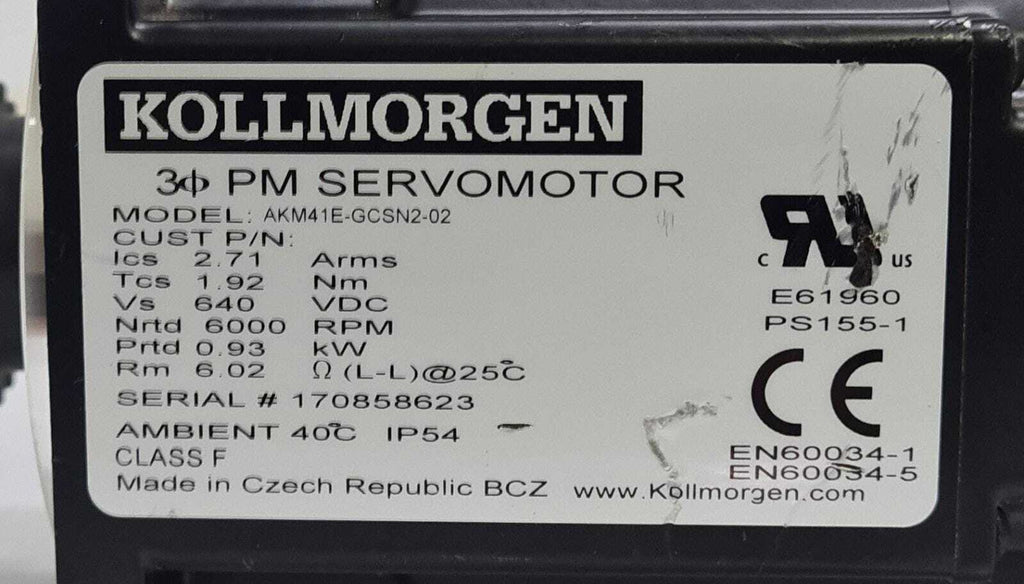 KOLLMORGEN
3ϕ PM SERVOMOTOR
MODEL: AKM41E-GCSN2-02
CUST P/N:
Ics 2.71 Arms
Tcs 1.92 Nm
Vs 640 VDC
Nrtd 6000 RPM
Prtd 0.93 kW
Rm 6.02 Ω (L-L)@25°C
SERIAL # 170858623
AMBIENT 40°C IP54
CLASS F
Made in Czech Republic BCZ www.Kollmorgen.com
c RU us
E61960
PS155-1
CE
EN60034-1
EN60034-5